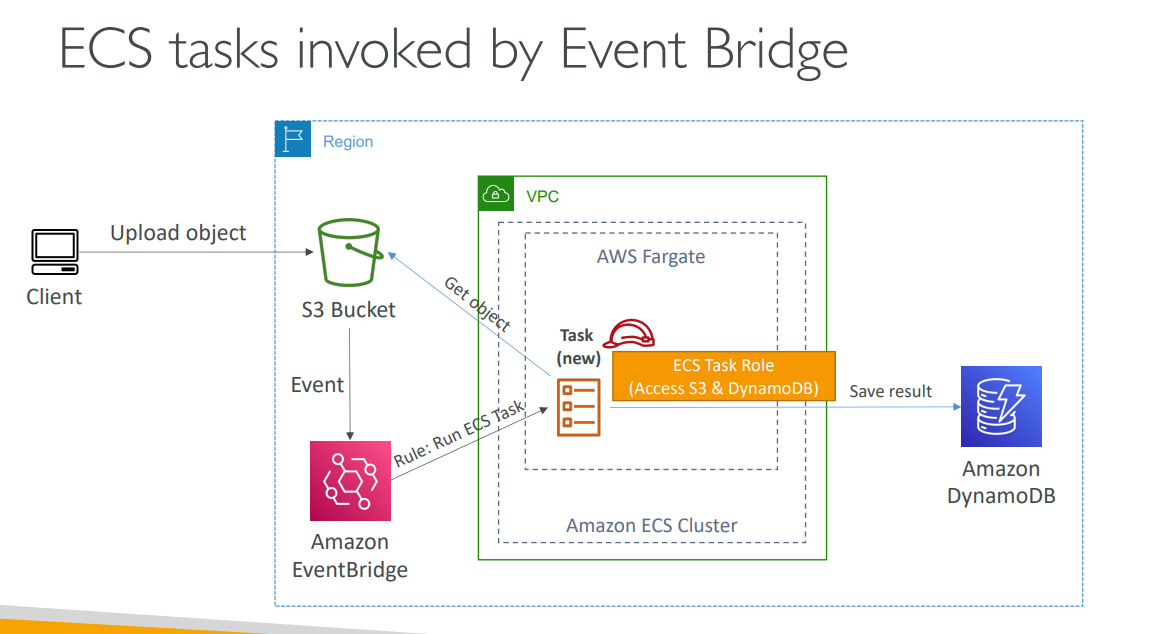 ECS tasks invoked by Event Bridge
Region
VPC
Upload object
AWS Fargate
Client
S3 Bucket
Get object
Task
(new)
ECS Task Role
(Access S3 & DynamoDB)
Event
Save result
Rule: Run ECS Task
Amazon
DynamoDB
Amazon ECS Cluster
Amazon
EventBridge